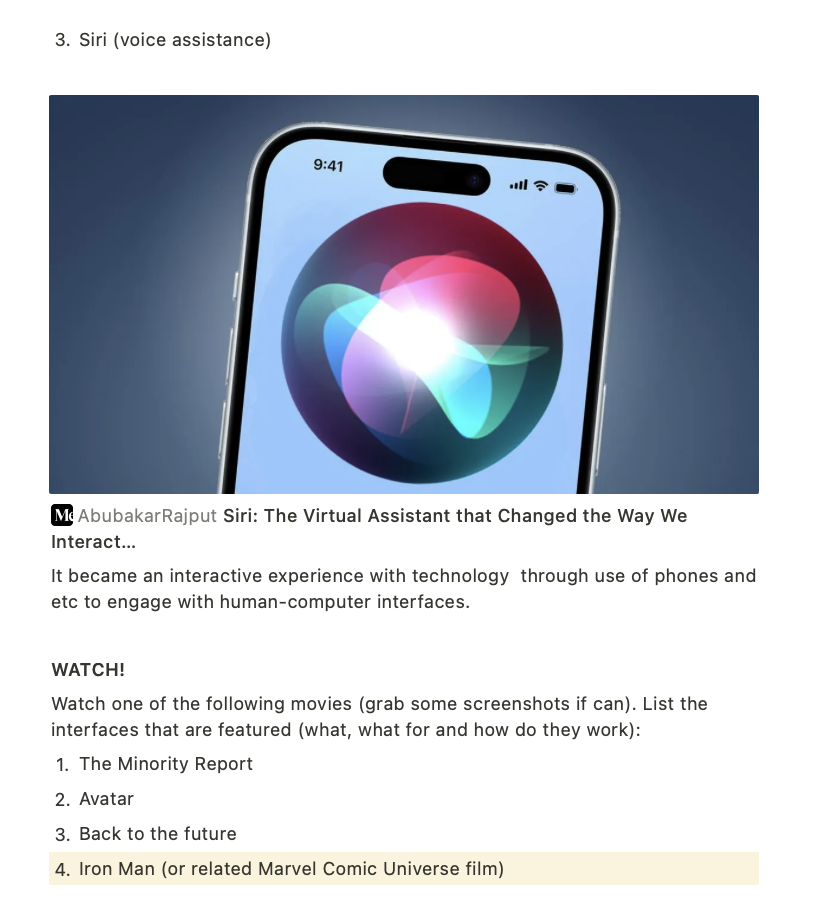 3. Siri (voice assistance)
9:41
Me AbubakarRajput Siri: The Virtual Assistant that Changed the Way We
Interact...
It became an interactive experience with technology  through use of phones and
etc to engage with human-computer interfaces.
WATCH!
Watch one of the following movies (grab some screenshots if can). List the
interfaces that are featured (what, what for and how do they work):
1. The Minority Report
2. Avatar
3. Back to the future
4. Iron Man (or related Marvel Comic Universe film)